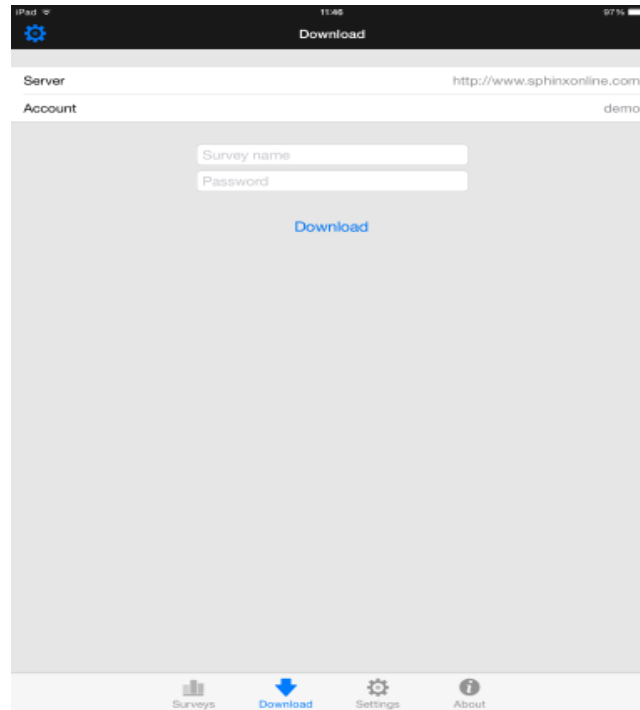 iPad 11:46 97%
Download
Server http://www.sphinxonline.com
Account demo
Survey name
Password
Download
Surveys Download Settings About